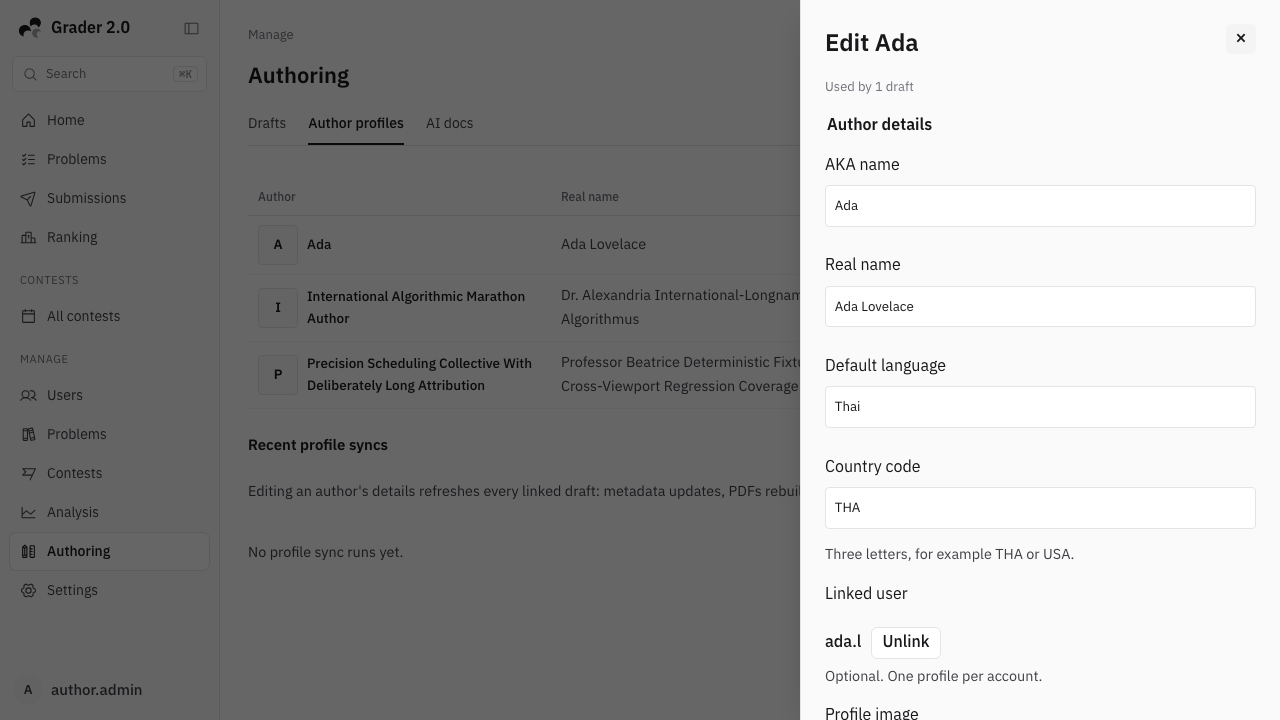 Grader 2.0
Search
⌘K
Home
Problems
Submissions
Ranking
CONTESTS
All contests
MANAGE
Users
Problems
Contests
Analysis
Authoring
Settings
A
author.admin
Manage
Authoring
Drafts
Author profiles
AI docs
Author
Real name
A
Ada
Ada Lovelace
I
International Algorithmic Marathon
Author
Dr. Alexandria International-Longnam
Algorithmus
P
Precision Scheduling Collective With
Deliberately Long Attribution
Professor Beatrice Deterministic Fixtu
Cross-Viewport Regression Coverage
Recent profile syncs
Editing an author's details refreshes every linked draft: metadata updates, PDFs rebuil
No profile sync runs yet.
Edit Ada
×
Used by 1 draft
Author details
AKA name
Ada
Real name
Ada Lovelace
Default language
Thai
Country code
THA
Three letters, for example THA or USA.
Linked user
ada.l
Unlink
Optional. One profile per account.
Profile image